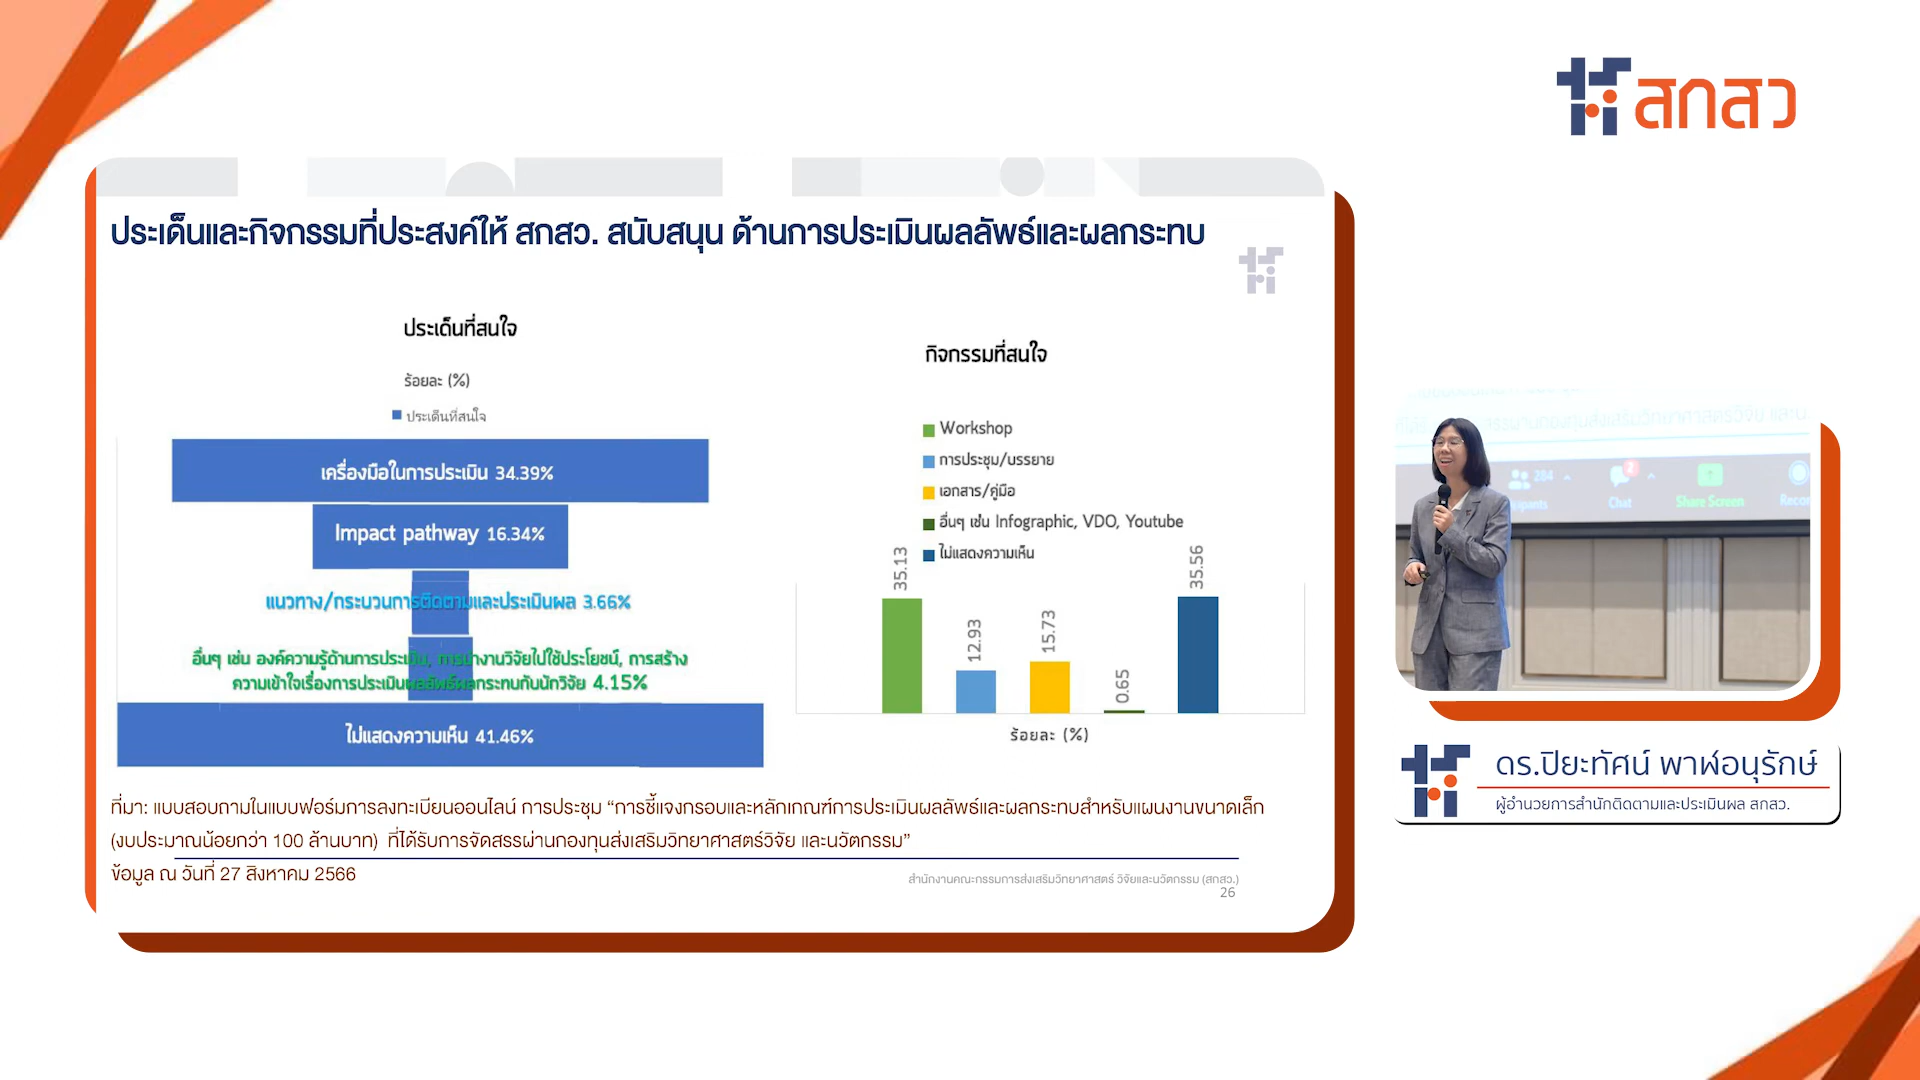 สกสว
ประเด็นและกิจกรรมที่ประสงค์ให้ สกสว. สนับสนุน ด้านการประเมินผลลัพธ์และผลกระทบ
ประเด็นที่สนใจ
ร้อยละ (%)
ประเด็นที่สนใจ
เครื่องมือในการประเมิน 34.39%
Impact pathway 16.34%
แนวทาง/กระบวนการติดตามและประเมินผล 3.66%
อื่นๆ เช่น องค์ความรู้ด้านการประเมิน, การนำงานวิจัยไปใช้ประโยชน์, การสร้าง
ความเข้าใจเรื่องการประเมินผลลัพธ์ผลกระทบกับนักวิจัย 4.15%
ไม่แสดงความเห็น 41.46%
กิจกรรมที่สนใจ
Workshop
การประชุม/บรรยาย
เอกสาร/คู่มือ
อื่นๆ เช่น Infographic, VDO, Youtube
ไม่แสดงความเห็น
35.13
12.93
15.73
0.65
35.56
ร้อยละ (%)
ที่มา: แบบสอบถามในแบบฟอร์มการลงทะเบียนออนไลน์ การประชุม “การชี้แจงกรอบและหลักเกณฑ์การประเมินผลลัพธ์และผลกระทบสำหรับแผนงานขนาดเล็ก
(งบประมาณน้อยกว่า 100 ล้านบาท) ที่ได้รับการจัดสรรผ่านกองทุนส่งเสริมวิทยาศาสตร์วิจัย และนวัตกรรม”
ข้อมูล ณ วันที่ 27 สิงหาคม 2566
สำนักงานคณะกรรมการส่งเสริมวิทยาศาสตร์ วิจัยและนวัตกรรม (สกสว.)
26
284
2
Chat
Share Screen
ดร.ปิยะทัศน์ พาฬอนุรักษ์
ผู้อำนวยการสำนักติดตามและประเมินผล สกสว.